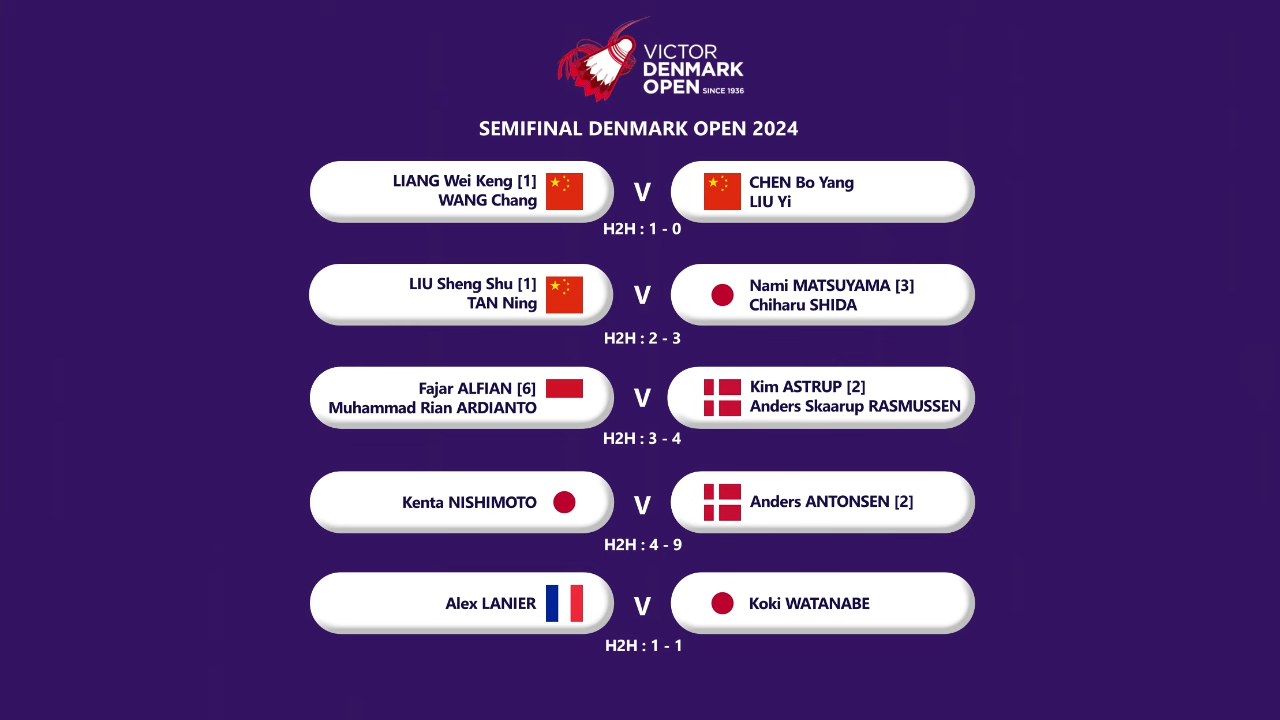 VICTOR
DENMARK
OPEN SINCE 1936
SEMIFINAL DENMARK OPEN 2024
LIANG Wei Keng [1]
WANG Chang
V
CHEN Bo Yang
LIU Yi
H2H : 1 - 0
LIU Sheng Shu [1]
TAN Ning
V
Nami MATSUYAMA [3]
Chiharu SHIDA
H2H : 2 - 3
Fajar ALFIAN [6]
Muhammad Rian ARDIANTO
V
Kim ASTRUP [2]
Anders Skaarup RASMUSSEN
H2H : 3 - 4
Kenta NISHIMOTO
V
Anders ANTONSEN [2]
H2H : 4 - 9
Alex LANIER
V
Koki WATANABE
H2H : 1 - 1